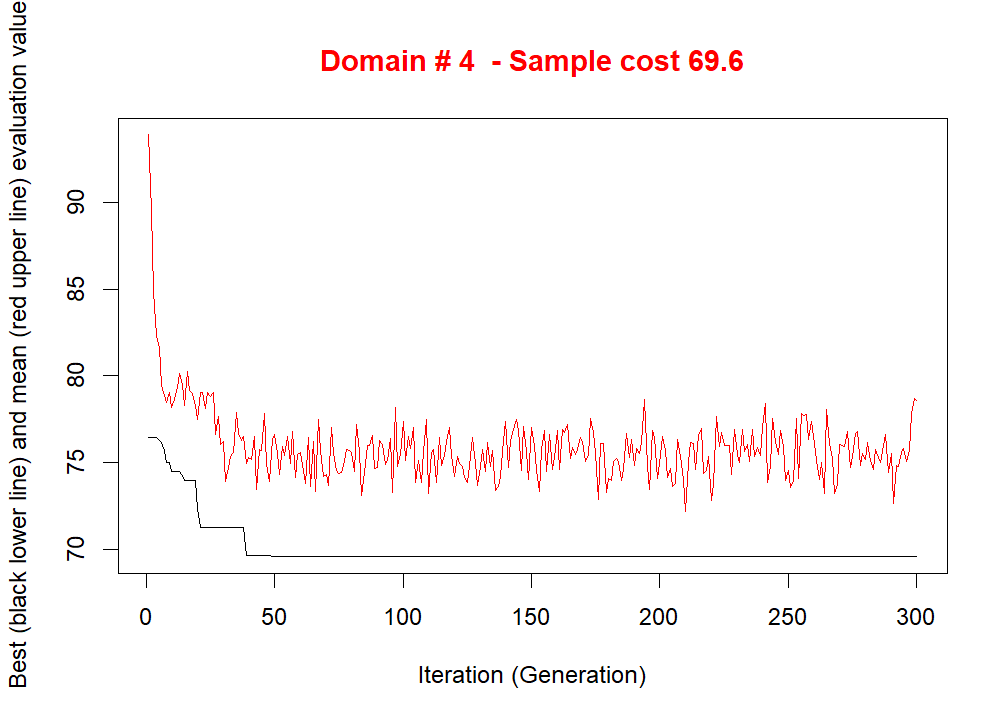 Domain # 4  - Sample cost 69.6
Best (black lower line) and mean (red upper line) evaluation value
90
85
80
75
70
0 50 100 150 200 250 300
Iteration (Generation)